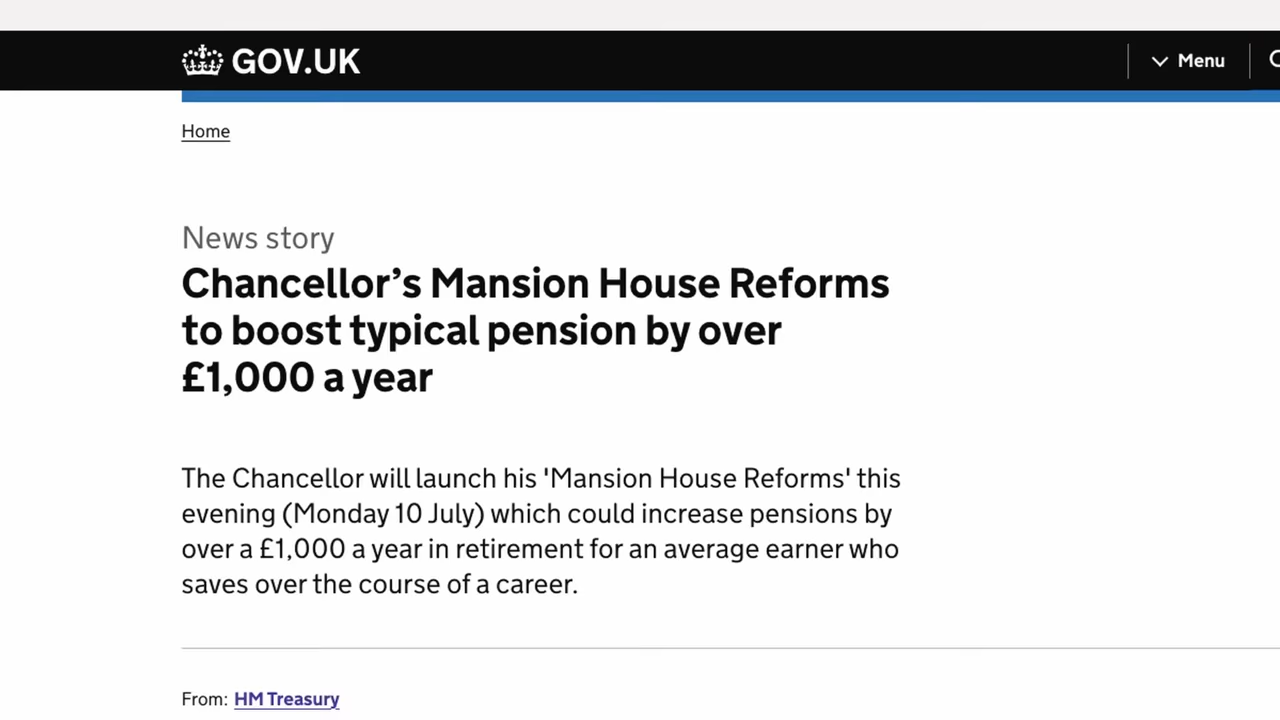 GOV.UK
Menu
Home
News story
Chancellor’s Mansion House Reforms
to boost typical pension by over
£1,000 a year
The Chancellor will launch his 'Mansion House Reforms' this
evening (Monday 10 July) which could increase pensions by
over a £1,000 a year in retirement for an average earner who
saves over the course of a career.
From: HM Treasury